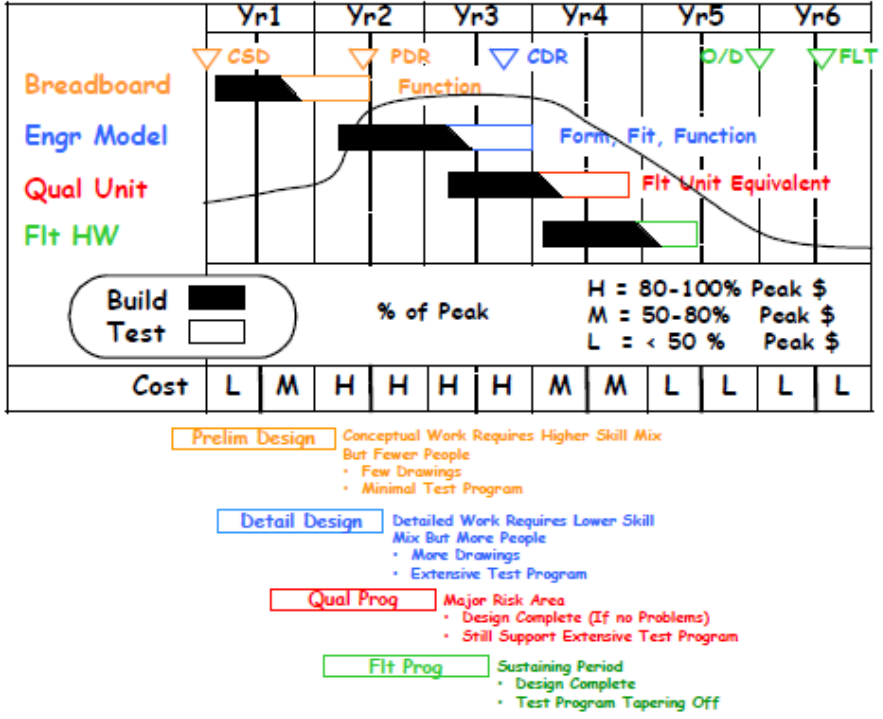 Yr1 Yr2 Yr3 Yr4 Yr5 Yr6
CSD PDR CDR O/D FLT
Breadboard Function
Engr Model Form, Fit, Function
Qual Unit Flt Unit Equivalent
Flt HW
Build
Test
% of Peak
H = 80-100% Peak $
M = 50-80% Peak $
L = < 50 % Peak $
Cost L M H H H H M M L L L L
Prelim Design
Conceptual Work Requires Higher Skill Mix
But Fewer People
• Few Drawings
• Minimal Test Program
Detail Design
Detailed Work Requires Lower Skill
Mix But More People
• More Drawings
• Extensive Test Program
Qual Prog
Major Risk Area
• Design Complete (If no Problems)
• Still Support Extensive Test Program
Flt Prog
Sustaining Period
• Design Complete
• Test Program Tapering Off